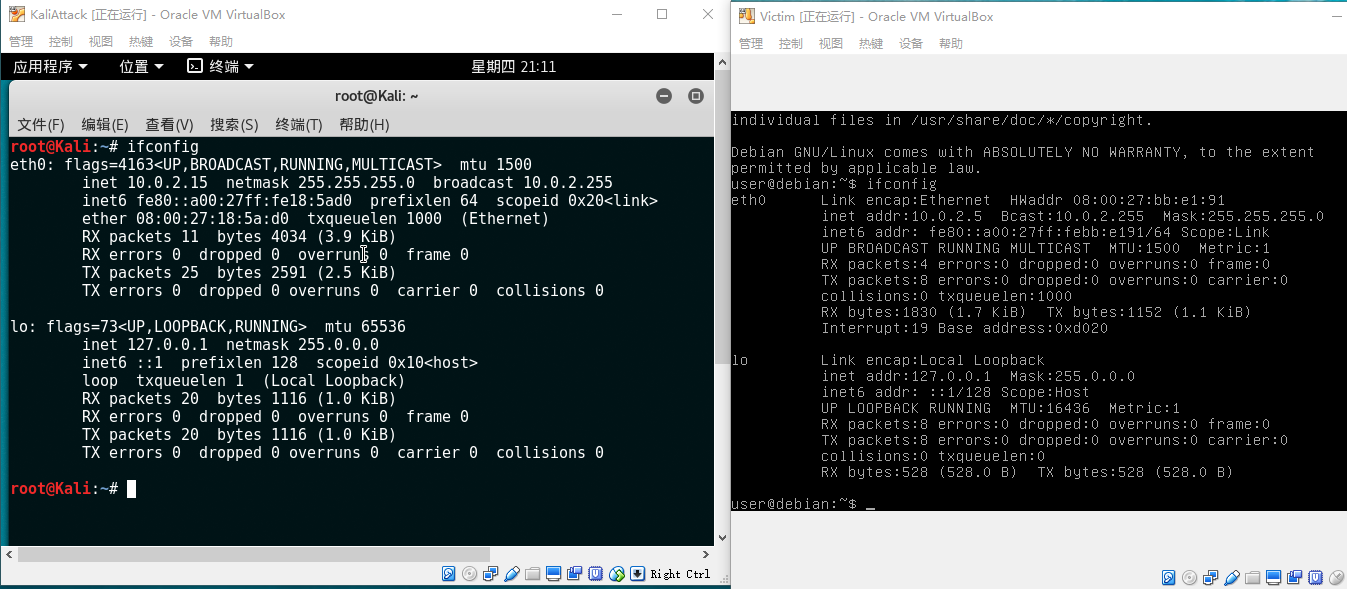 KaliAttack [正在运行] - Oracle VM VirtualBox
管理 控制 视图 热键 设备 帮助
应用程序 位置 终端 星期四 21:11
root@Kali: ~
文件(F) 编辑(E) 查看(V) 搜索(S) 终端(T) 帮助(H)
root@Kali:~# ifconfig
eth0: flags=4163<UP,BROADCAST,RUNNING,MULTICAST>  mtu 1500
        inet 10.0.2.15  netmask 255.255.255.0  broadcast 10.0.2.255
        inet6 fe80::a00:27ff:fe18:5ad0  prefixlen 64  scopeid 0x20<link>
        ether 08:00:27:18:5a:d0  txqueuelen 1000  (Ethernet)
        RX packets 11  bytes 4034 (3.9 KiB)
        RX errors 0  dropped 0  overruns 0  frame 0
        TX packets 25  bytes 2591 (2.5 KiB)
        TX errors 0  dropped 0 overruns 0  carrier 0  collisions 0
lo: flags=73<UP,LOOPBACK,RUNNING>  mtu 65536
        inet 127.0.0.1  netmask 255.0.0.0
        inet6 ::1  prefixlen 128  scopeid 0x10<host>
        loop  txqueuelen 1  (Local Loopback)
        RX packets 20  bytes 1116 (1.0 KiB)
        RX errors 0  dropped 0  overruns 0  frame 0
        TX packets 20  bytes 1116 (1.0 KiB)
        TX errors 0  dropped 0 overruns 0  carrier 0  collisions 0
root@Kali:~#
Right Ctrl
Victim [正在运行] - Oracle VM VirtualBox
管理 控制 视图 热键 设备 帮助
individual files in /usr/share/doc/*/copyright.
Debian GNU/Linux comes with ABSOLUTELY NO WARRANTY, to the extent
permitted by applicable law.
user@debian:~$ ifconfig
eth0      Link encap:Ethernet  HWaddr 08:00:27:bb:e1:91
          inet addr:10.0.2.5  Bcast:10.0.2.255  Mask:255.255.255.0
          inet6 addr: fe80::a00:27ff:febb:e191/64 Scope:Link
          UP BROADCAST RUNNING MULTICAST  MTU:1500  Metric:1
          RX packets:4 errors:0 dropped:0 overruns:0 frame:0
          TX packets:8 errors:0 dropped:0 overruns:0 carrier:0
          collisions:0 txqueuelen:1000
          RX bytes:1830 (1.7 KiB)  TX bytes:1152 (1.1 KiB)
          Interrupt:19 Base address:0xd020
lo        Link encap:Local Loopback
          inet addr:127.0.0.1  Mask:255.0.0.0
          inet6 addr: ::1/128 Scope:Host
          UP LOOPBACK RUNNING  MTU:16436  Metric:1
          RX packets:8 errors:0 dropped:0 overruns:0 frame:0
          TX packets:8 errors:0 dropped:0 overruns:0 carrier:0
          collisions:0 txqueuelen:0
          RX bytes:528 (528.0 B)  TX bytes:528 (528.0 B)
user@debian:~$ _